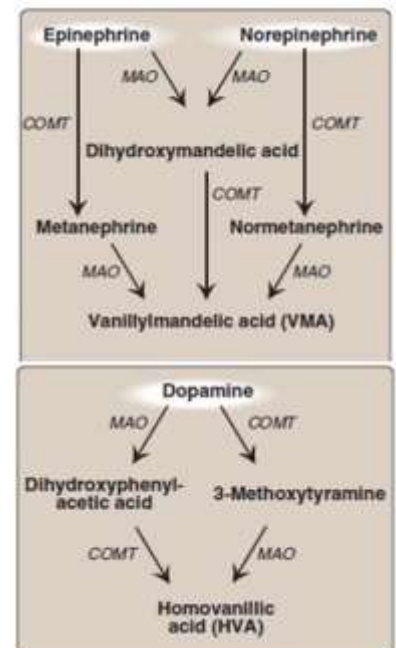 Epinephrine Norepinephrine
MAO MAO
COMT COMT
Dihydroxymandelic acid
COMT
Metanephrine Normetanephrine
MAO MAO
Vanillylmandelic acid (VMA)
Dopamine
MAO COMT
Dihydroxyphenyl-
acetic acid
3-Methoxytyramine
COMT MAO
Homovanillic
acid (HVA)